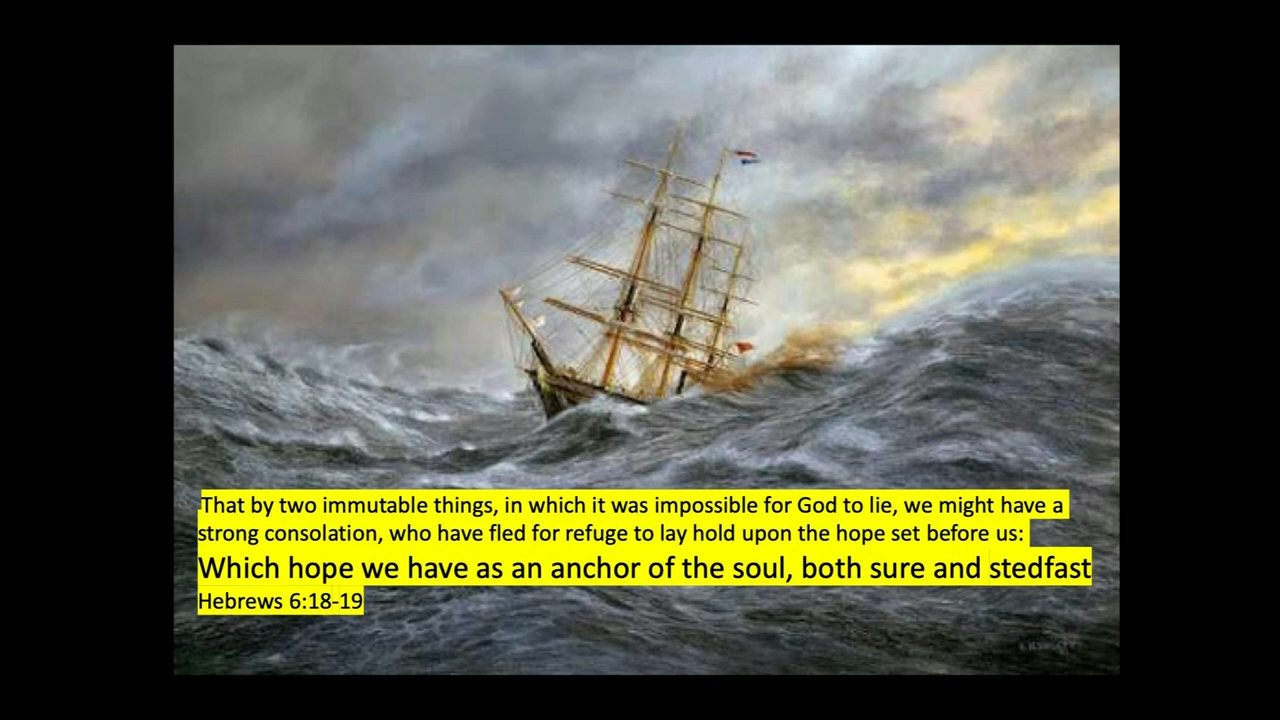 That by two immutable things, in which it was impossible for God to lie, we might have a
strong consolation, who have fled for refuge to lay hold upon the hope set before us:
Which hope we have as an anchor of the soul, both sure and stedfast
Hebrews 6:18-19